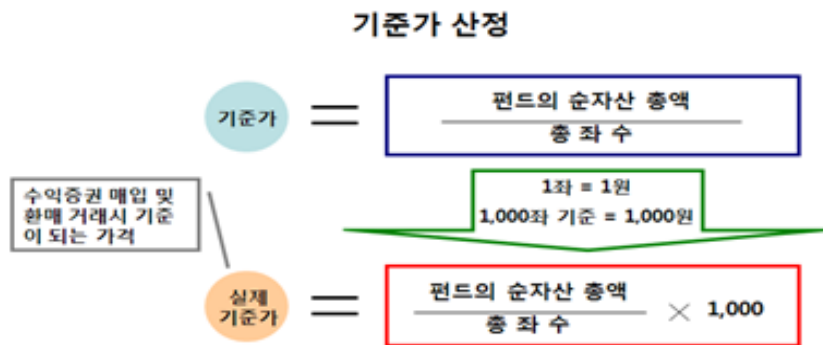 기준가 산정
기준가
펀드의 순자산 총액
총 좌 수
수익증권 매입 및
환매 거래시 기준
이 되는 가격
1좌 = 1원
1,000좌 기준 = 1,000원
실제
기준가
펀드의 순자산 총액
총 좌 수
× 1,000